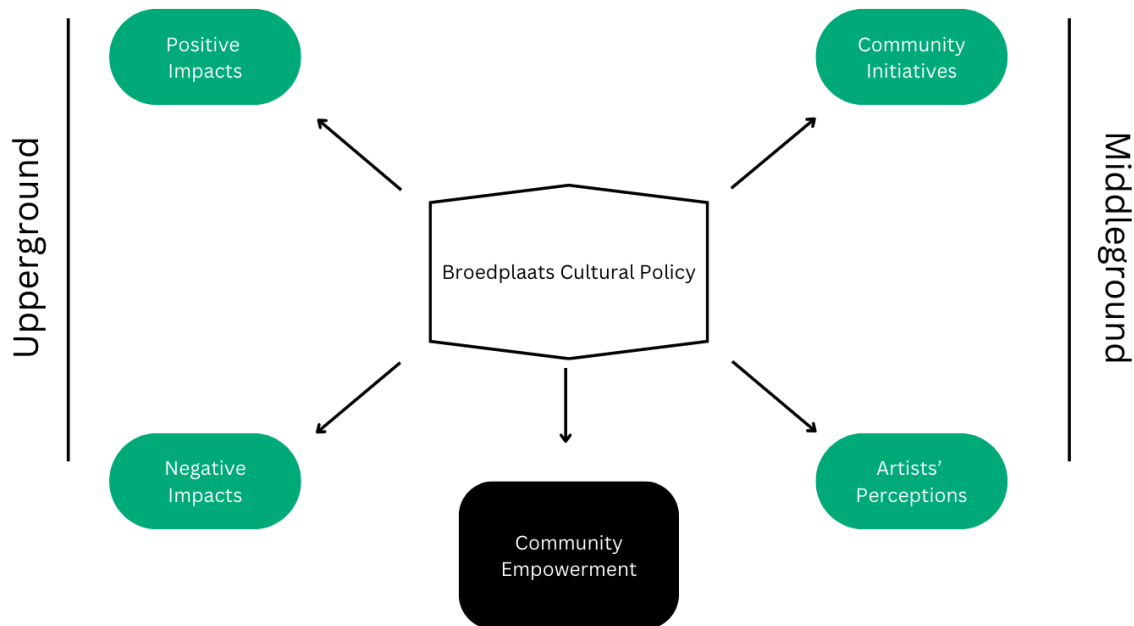 Positive
Impacts
Community
Initiatives
Upperground
Middleground
Broedplaats Cultural Policy
Negative
Impacts
Artists’
Perceptions
Community
Empowerment